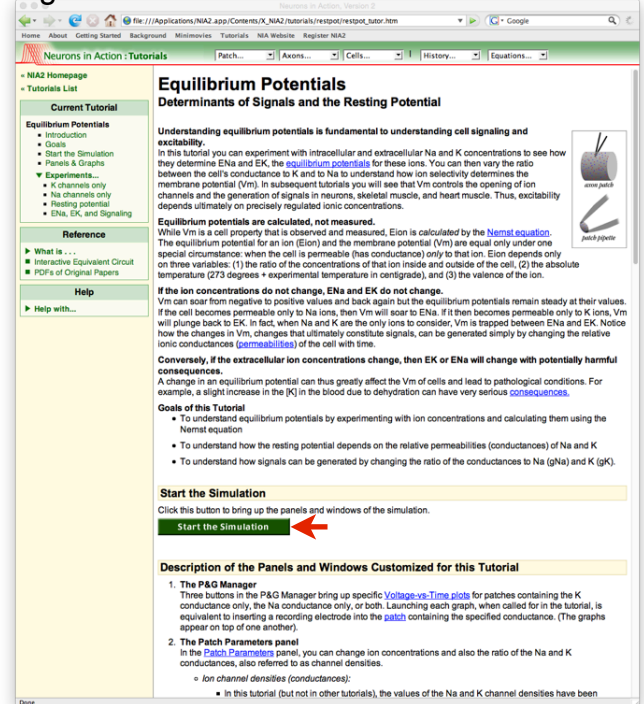 Neurons in Action, Version 2
file:///Applications/NIA2.app/Contents/X_NIA2/tutorials/restpot/restpot_tutor.htm
Google
Home About Getting Started Background Minimovies Tutorials NIA Website Register NIA2
Neurons in Action : Tutorials
Patch... Axons... Cells... History... Equations...
« NIA2 Homepage
« Tutorials List
Current Tutorial
Equilibrium Potentials
Introduction
Goals
Start the Simulation
Panels & Graphs
Experiments...
K channels only
Na channels only
Resting potential
ENa, EK, and Signaling
Reference
What is . . .
Interactive Equivalent Circuit
PDFs of Original Papers
Help
Help with...
Equilibrium Potentials
Determinants of Signals and the Resting Potential
Understanding equilibrium potentials is fundamental to understanding cell signaling and
excitability.
In this tutorial you can experiment with intracellular and extracellular Na and K concentrations to see how
they determine ENa and EK, the equilibrium potentials for these ions. You can then vary the ratio
between the cell's conductance to K and to Na to understand how ion selectivity determines the
membrane potential (Vm). In subsequent tutorials you will see that Vm controls the opening of ion
channels and the generation of signals in neurons, skeletal muscle, and heart muscle. Thus, excitability
depends ultimately on precisely regulated ionic concentrations.
axon patch
patch pipette
Equilibrium potentials are calculated, not measured.
While Vm is a cell property that is observed and measured, Eion is calculated by the Nernst equation.
The equilibrium potential for an ion (Eion) and the membrane potential (Vm) are equal only under one
special circumstance: when the cell is permeable (has conductance) only to that ion. Eion depends only
on three variables: (1) the ratio of the concentrations of that ion inside and outside of the cell, (2) the absolute
temperature (273 degrees + experimental temperature in centigrade), and (3) the valence of the ion.
If the ion concentrations do not change, ENa and EK do not change.
Vm can soar from negative to positive values and back again but the equilibrium potentials remain steady at their values.
If the cell becomes permeable only to Na ions, then Vm will soar to ENa. If it then becomes permeable only to K ions, Vm
will plunge back to EK. In fact, when Na and K are the only ions to consider, Vm is trapped between ENa and EK. Notice
how the changes in Vm, changes that ultimately constitute signals, can be generated simply by changing the relative
ionic conductances (permeabilities) of the cell with time.
Conversely, if the extracellular ion concentrations change, then EK or ENa will change with potentially harmful
consequences.
A change in an equilibrium potential can thus greatly affect the Vm of cells and lead to pathological conditions. For
example, a slight increase in the [K] in the blood due to dehydration can have very serious consequences.
Goals of this Tutorial
• To understand equilibrium potentials by experimenting with ion concentrations and calculating them using the
Nernst equation
• To understand how the resting potential depends on the relative permeabilities (conductances) of Na and K
• To understand how signals can be generated by changing the ratio of the conductances to Na (gNa) and K (gK).
Start the Simulation
Click this button to bring up the panels and windows of the simulation.
Start the Simulation
Description of the Panels and Windows Customized for this Tutorial
1. The P&G Manager
Three buttons in the P&G Manager bring up specific Voltage-vs-Time plots for patches containing the K
conductance only, the Na conductance only, or both. Launching each graph, when called for in the tutorial, is
equivalent to inserting a recording electrode into the patch containing the specified conductance. (The graphs
appear on top of one another).
2. The Patch Parameters panel
In the Patch Parameters panel, you can change ion concentrations and also the ratio of the Na and K
conductances, also referred to as channel densities.
Ion channel densities (conductances):
In this tutorial (but not in other tutorials), the values of the Na and K channel densities have been
Done